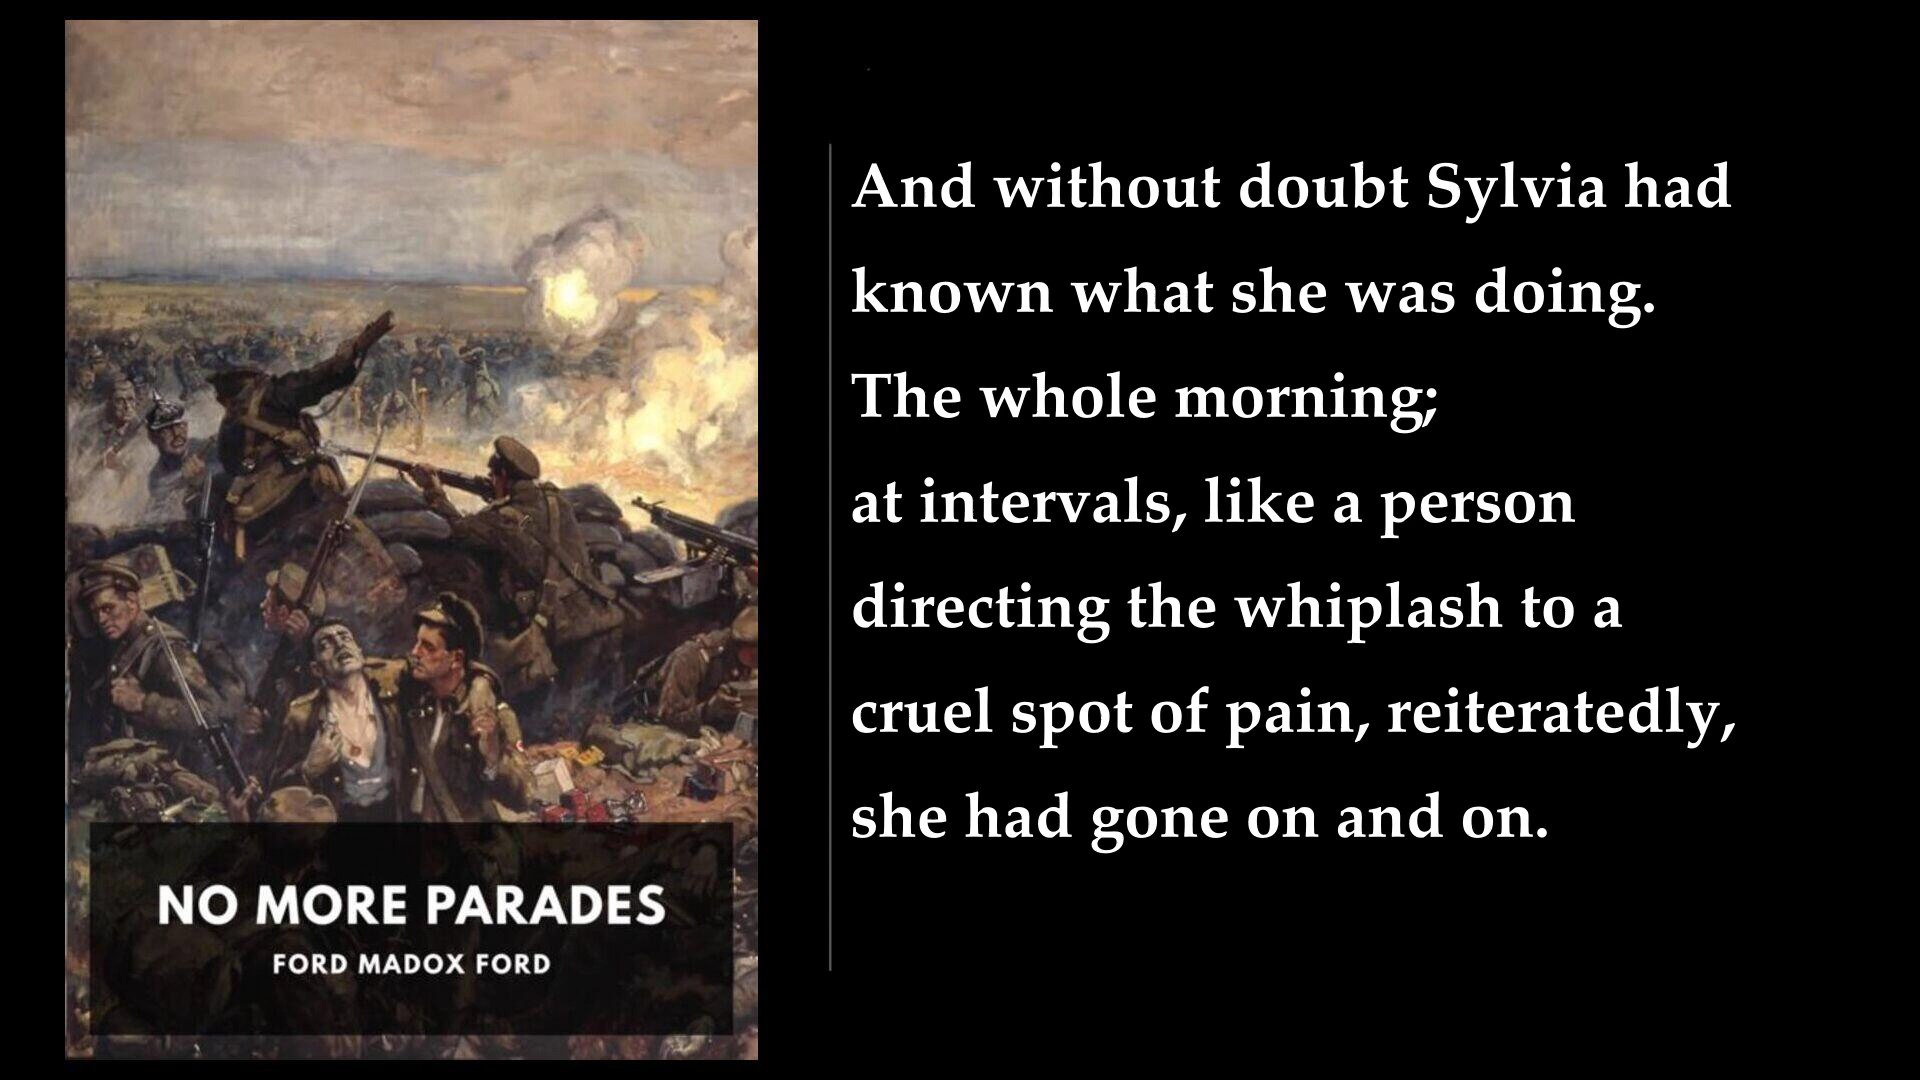 NO MORE PARADES
FORD MADOX FORD
And without doubt Sylvia had
known what she was doing.
The whole morning;
at intervals, like a person
directing the whiplash to a
cruel spot of pain, reiteratedly,
she had gone on and on.